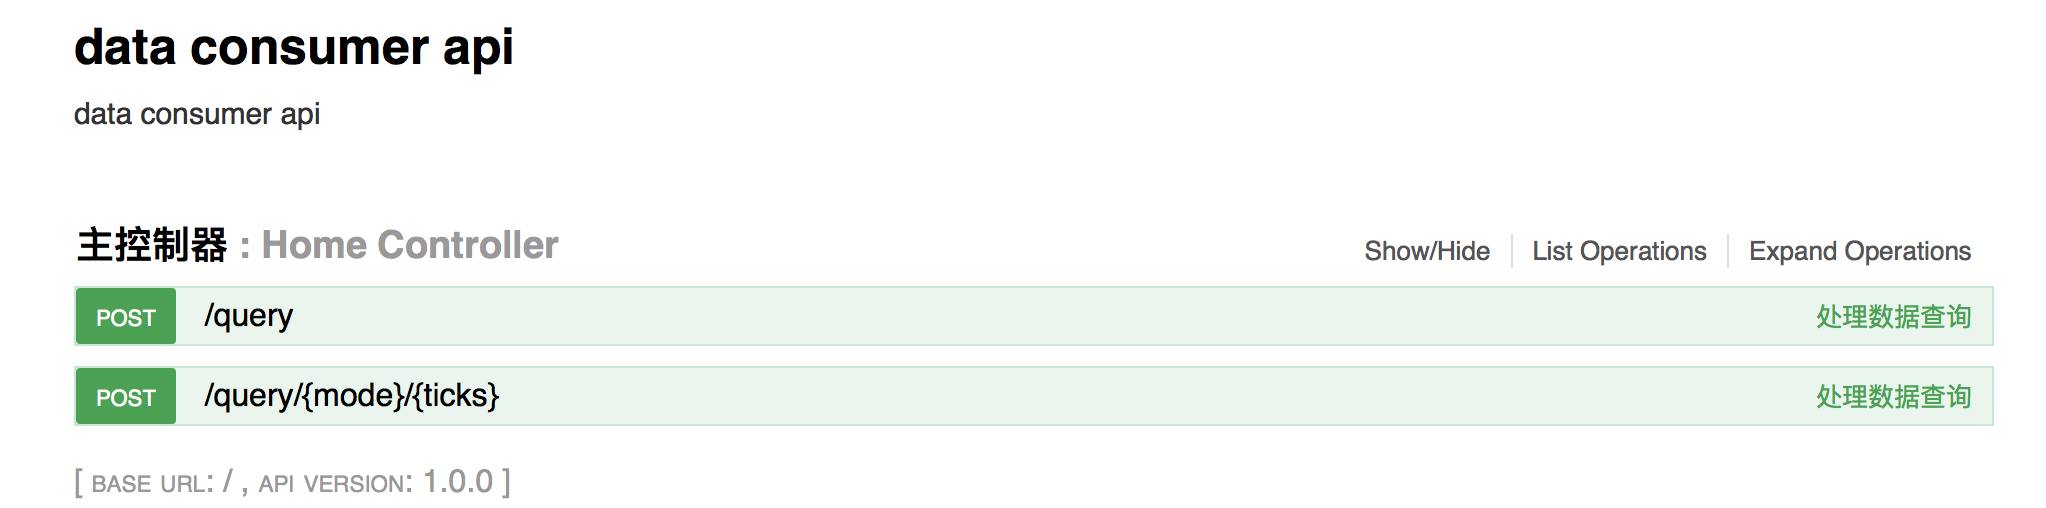 data consumer api
data consumer api
主控制器 : Home Controller
Show/Hide
List Operations
Expand Operations
POST /query 处理数据查询
POST /query/{mode}/{ticks} 处理数据查询
[ BASE URL: / , API VERSION: 1.0.0 ]